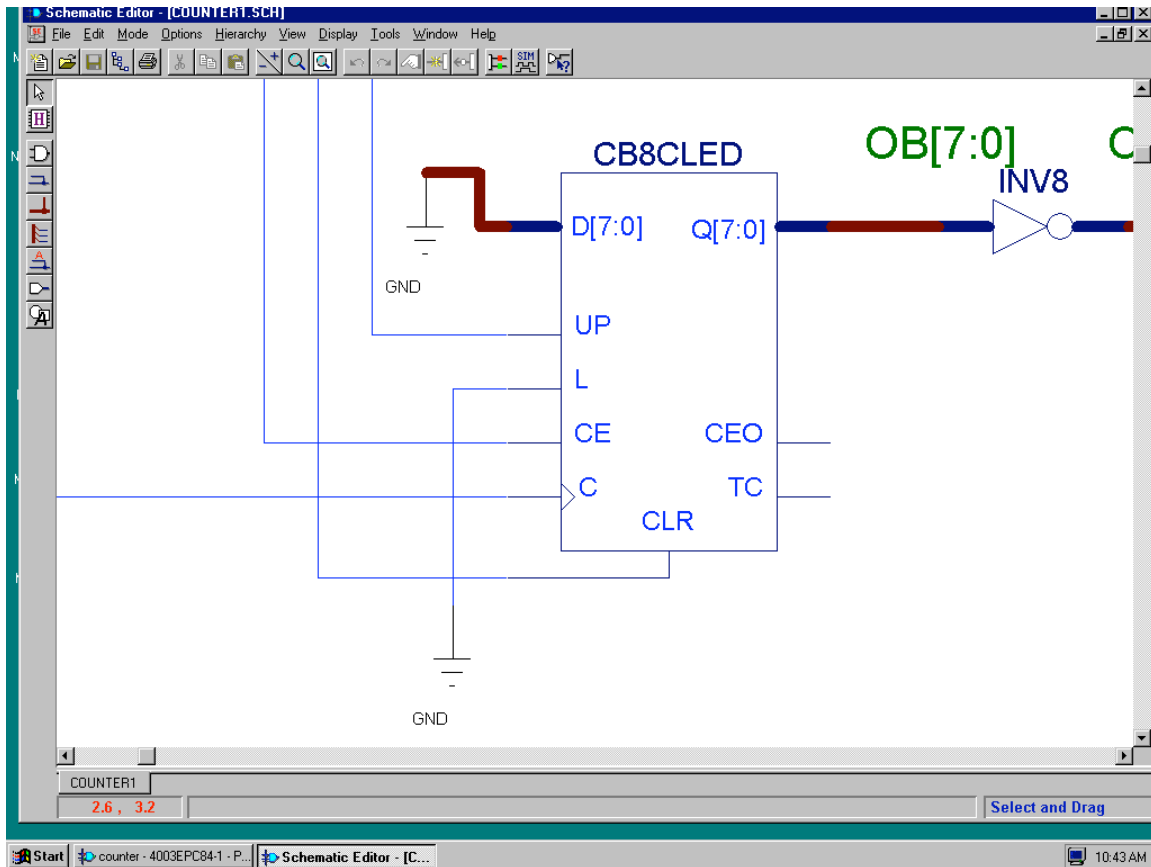 Schematic Editor - [COUNTER1.SCH]
File Edit Mode Options Hierarchy View Display Tools Window Help
SIM
H
A
A
CB8CLED
OB[7:0]
INV8
D[7:0]
Q[7:0]
GND
UP
L
CE
CEO
C
TC
CLR
GND
COUNTER1
2.6 , 3.2
Select and Drag
Start
counter - 4003EPC84-1 - P...
Schematic Editor - [C...
10:43 AM